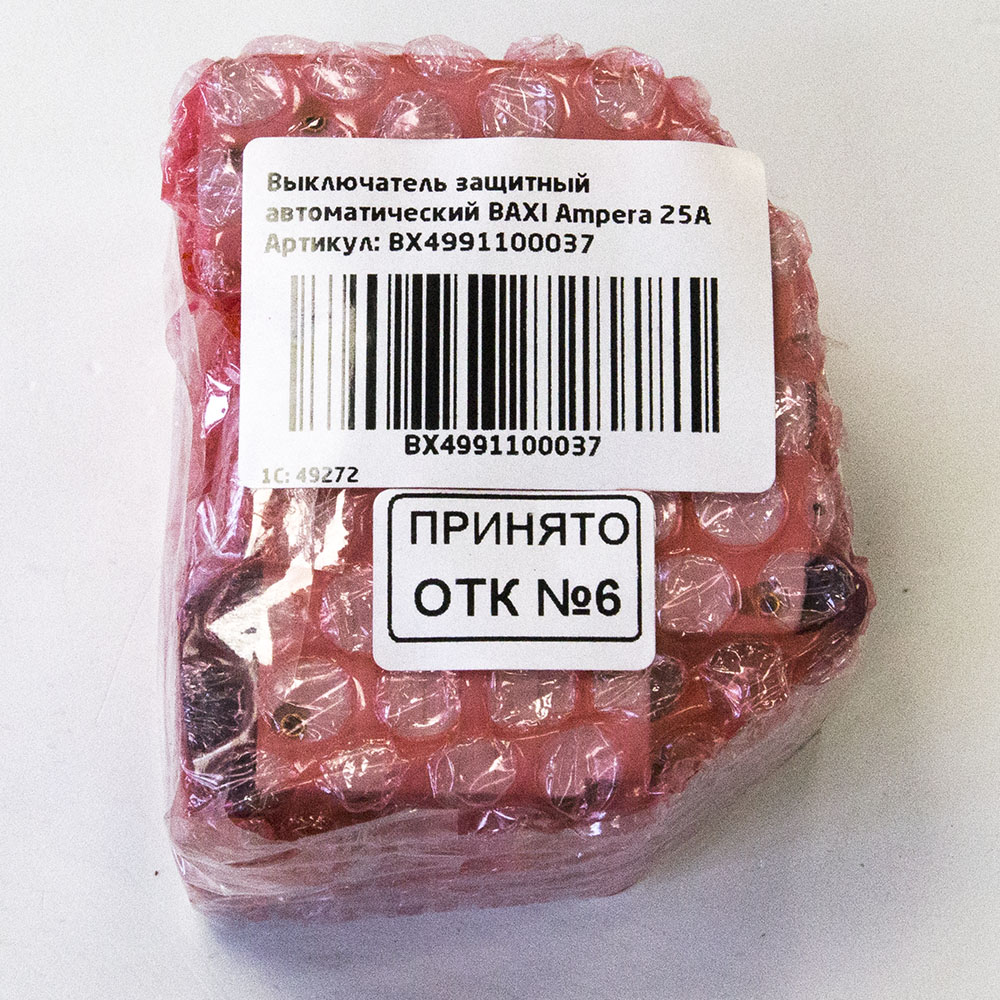 Выключатель защитный
автоматический BAXI Ampera 25A
Артикул: BX4991100037
BX4991100037
1С: 49272
ПРИНЯТО
ОТК №6